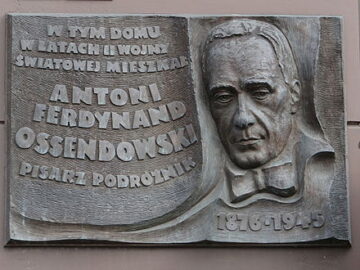 W TYM DOMU
W LATACH II WOJNY
ŚWIATOWEJ MIESZKAŁ
ANTONI
FERDYNAND
OSSENDOWSKI
PISARZ PODRÓŻNIK
1876-1945